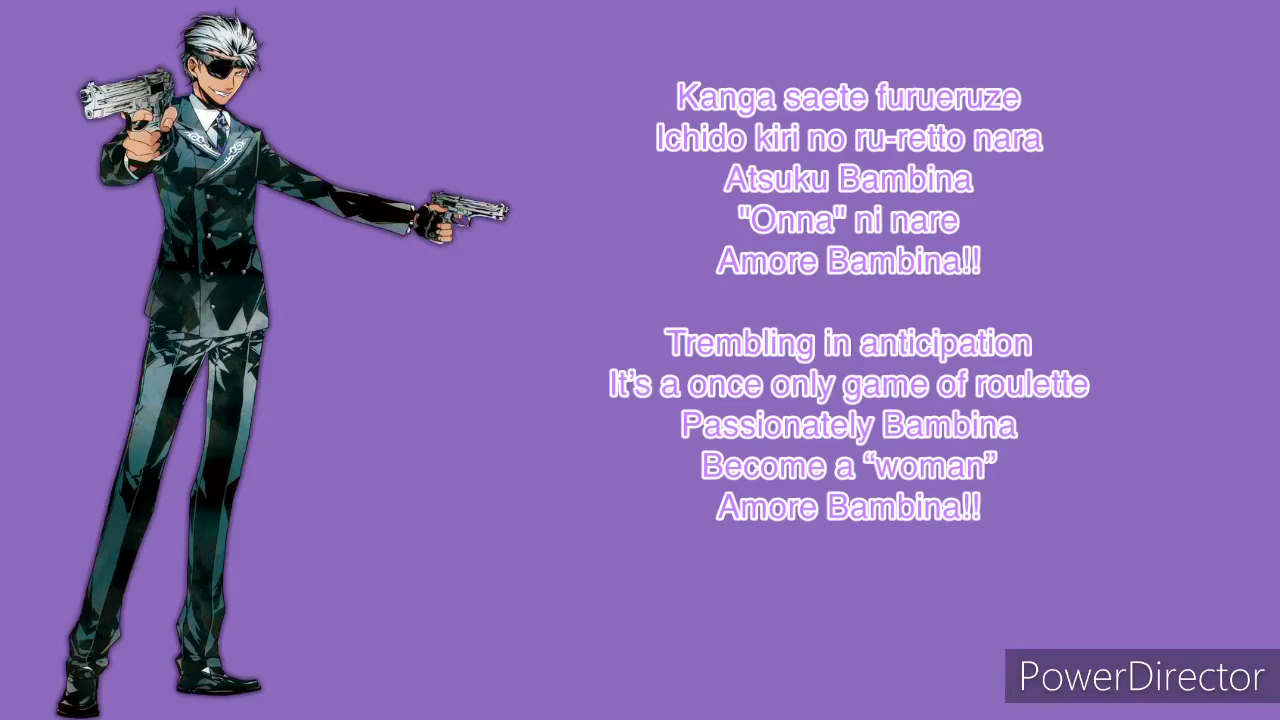 Kanga saete furueruze
Ichido kiri no ru-retto nara
Atsuku Bambina
"Onna" ni nare
Amore Bambina!!
Trembling in anticipation
It’s a once only game of roulette
Passionately Bambina
Become a “woman”
Amore Bambina!!
PowerDirector